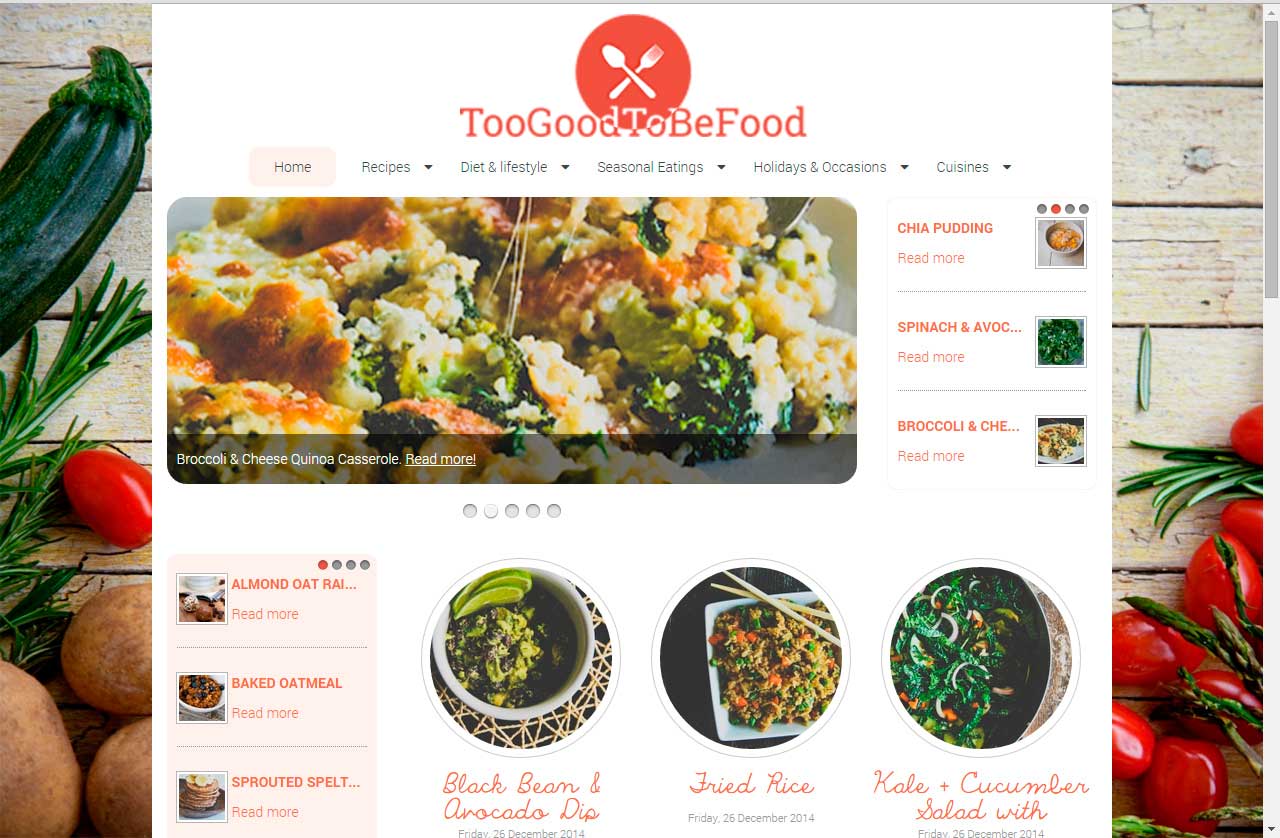 TooGoodToBeFood
Home Recipes Diet & lifestyle Seasonal Eatings Holidays & Occasions Cuisines
Broccoli & Cheese Quinoa Casserole. Read more!
CHIA PUDDING
Read more
SPINACH & AVOC...
Read more
BROCCOLI & CHE...
Read more
ALMOND OAT RAI...
Read more
BAKED OATMEAL
Read more
SPROUTED SPELT...
Read more
Black Bean &
Avocado Dip
Friday, 26 December 2014
Fried Rice
Friday, 26 December 2014
Kale + Cucumber
Salad with
Friday, 26 December 2014